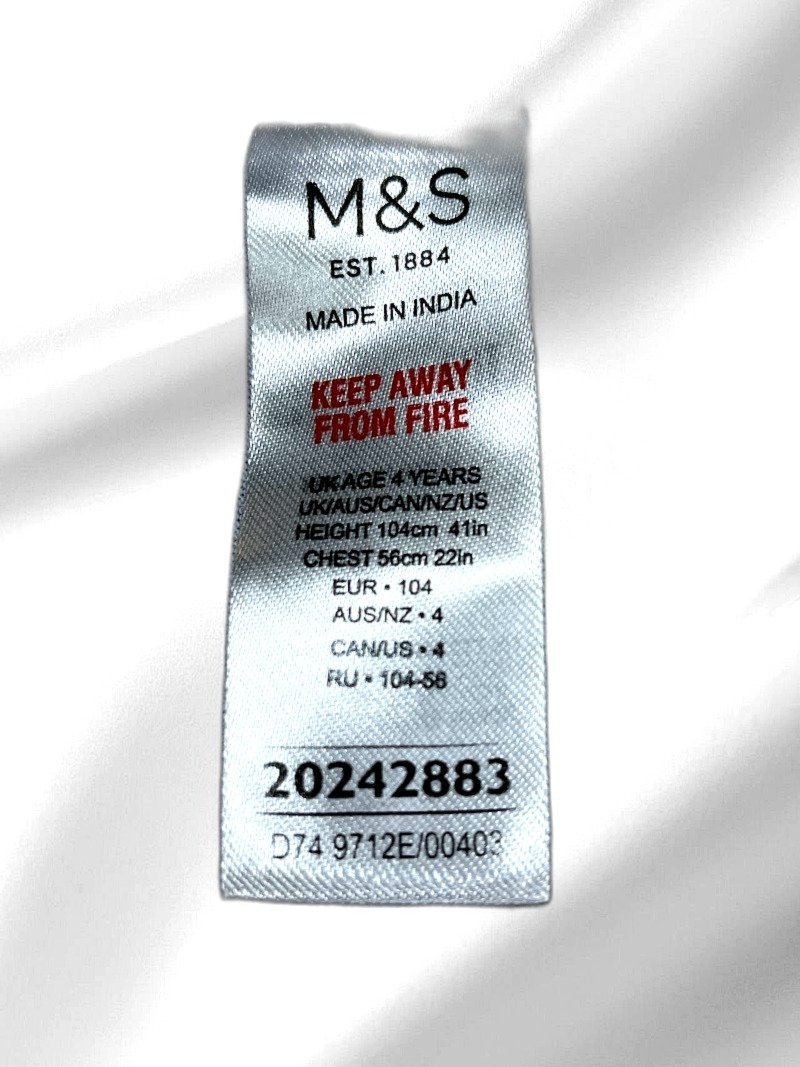 M&S
EST. 1884
MADE IN INDIA
KEEP AWAY
FROM FIRE
UK AGE 4 YEARS
UK/AUS/CAN/NZ/US
HEIGHT 104cm 41in
CHEST 56cm 22in
EUR • 104
AUS/NZ • 4
CAN/US • 4
RU • 104-56
20242883
D74 9712E/00403